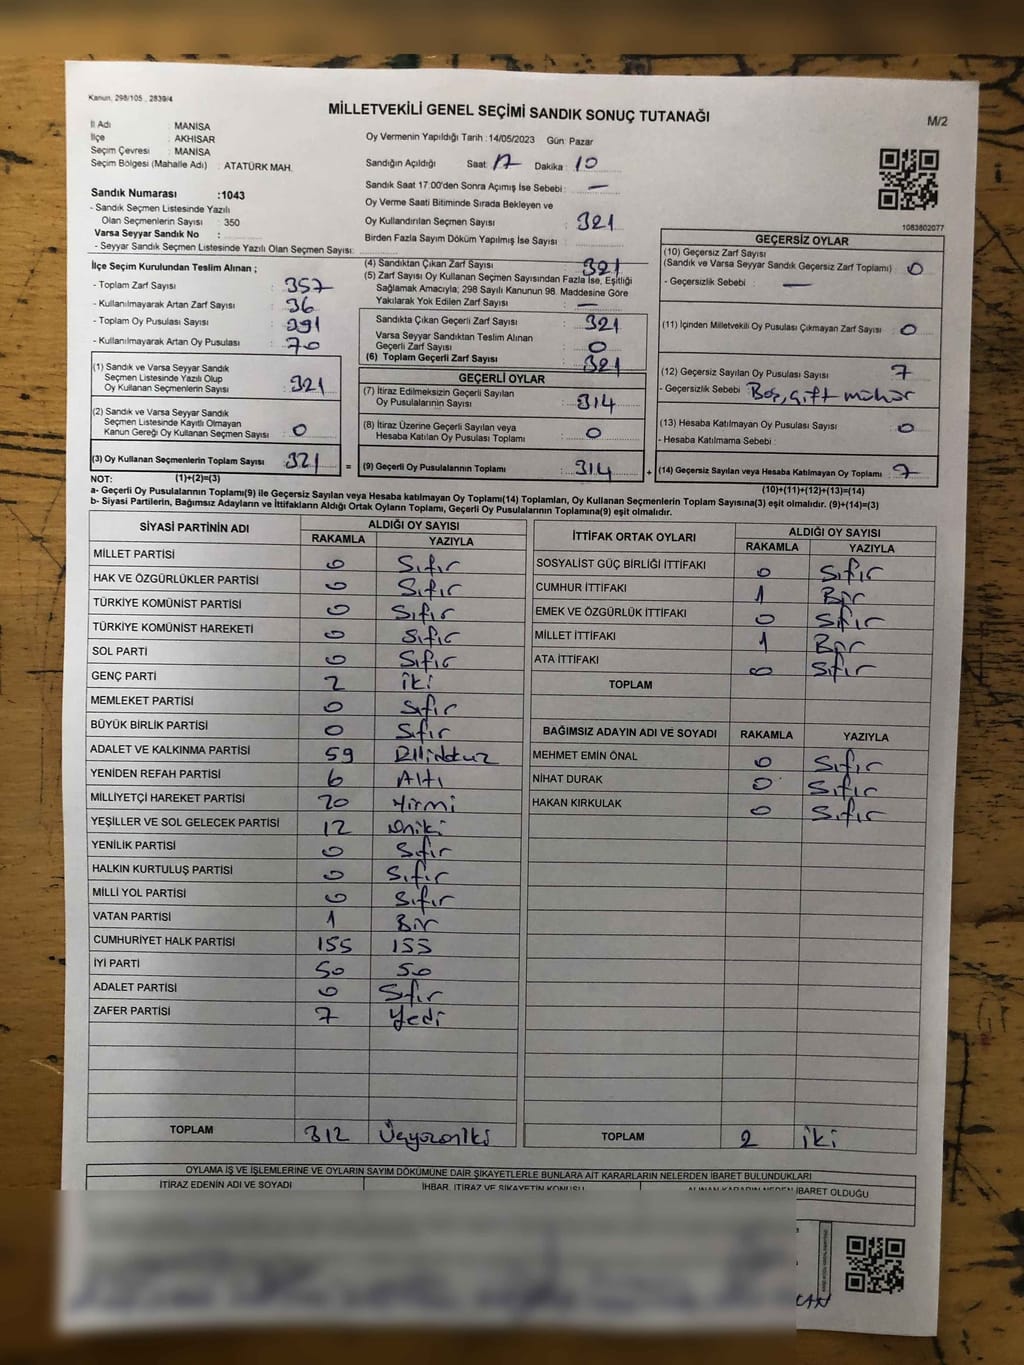 Kanun, 298/105 , 2839/4
MİLLETVEKİLİ GENEL SEÇİMİ SANDIK SONUÇ TUTANAĞI
M/2
İl Adı : MANİSA
İlçe : AKHİSAR
Seçim Çevresi : MANİSA
Seçim Bölgesi (Mahalle Adı) : ATATÜRK MAH.
Oy Vermenin Yapıldığı Tarih :14/05/2023 Gün: Pazar
Sandığın Açıldığı Saat: 17 Dakika: 10
Sandık Saat 17:00'den Sonra Açımış İse Sebebi : —
Oy Verme Saati Bitiminde Sırada Bekleyen ve
Oy Kullandırılan Seçmen Sayısı : 321
Birden Fazla Sayım Döküm Yapılmış İse Sayısı :
Sandık Numarası :1043
- Sandık Seçmen Listesinde Yazılı
Olan Seçmenlerin Sayısı : 350
Varsa Seyyar Sandık No :
- Seyyar Sandık Seçmen Listesinde Yazılı Olan Seçmen Sayısı:
1083802077
İlçe Seçim Kurulundan Teslim Alınan ;
- Toplam Zarf Sayısı : 357
- Kullanılmayarak Artan Zarf Sayısı : 36
- Toplam Oy Pusulası Sayısı : 391
- Kullanılmayarak Artan Oy Pusulası : 70
(1) Sandık ve Varsa Seyyar Sandık
Seçmen Listesinde Yazılı Olup
Oy Kullanan Seçmenlerin Sayısı : 321
(2) Sandık ve Varsa Seyyar Sandık
Seçmen Listesinde Kayıtlı Olmayan
Kanun Gereği Oy Kullanan Seçmen Sayısı : 0
(3) Oy Kullanan Seçmenlerin Toplam Sayısı : 321 =
(4) Sandıktan Çıkan Zarf Sayısı : 321
(5) Zarf Sayısı Oy Kullanan Seçmen Sayısından Fazla İse, Eşitliği
Sağlamak Amacıyla; 298 Sayılı Kanunun 98. Maddesine Göre
Yakılarak Yok Edilen Zarf Sayısı : —
Sandıkta Çıkan Geçerli Zarf Sayısı : 321
Varsa Seyyar Sandıktan Teslim Alınan
Geçerli Zarf Sayısı : 0
(6) Toplam Geçerli Zarf Sayısı : 321
GEÇERLİ OYLAR
(7) İtiraz Edilmeksizin Geçerli Sayılan
Oy Pusulalarının Sayısı : 314
(8) İtiraz Üzerine Geçerli Sayılan veya
Hesaba Katılan Oy Pusulası Toplamı : 0
(9) Geçerli Oy Pusulalarının Toplamı : 314 +
GEÇERSİZ OYLAR
(10) Geçersiz Zarf Sayısı
(Sandık ve Varsa Seyyar Sandık Geçersiz Zarf Toplamı) : 0
- Geçersizlik Sebebi : —
(11) İçinden Milletvekili Oy Pusulası Çıkmayan Zarf Sayısı : 0
(12) Geçersiz Sayılan Oy Pusulası Sayısı : 7
- Geçersizlik Sebebi : Boş, çift mühür
(13) Hesaba Katılmayan Oy Pusulası Sayısı : 0
- Hesaba Katılmama Sebebi :
(14) Geçersiz Sayılan veya Hesaba Katılmayan Oy Toplamı : 7
NOT: (1)+(2)=(3) (10)+(11)+(12)+(13)=(14)
a- Geçerli Oy Pusulalarının Toplamı(9) ile Geçersiz Sayılan veya Hesaba katılmayan Oy Toplamı(14) Toplamları, Oy Kullanan Seçmenlerin Toplam Sayısına(3) eşit olmalıdır. (9)+(14)=(3)
b- Siyasi Partilerin, Bağımsız Adayların ve İttifakların Aldığı Ortak Oyların Toplamı, Geçerli Oy Pusulalarının Toplamına(9) eşit olmalıdır.
SİYASİ PARTİNİN ADI ALDIĞI OY SAYISI
RAKAMLA YAZIYLA
MİLLET PARTİSİ 0 Sıfır
HAK VE ÖZGÜRLÜKLER PARTİSİ 0 Sıfır
TÜRKİYE KOMÜNİST PARTİSİ 0 Sıfır
TÜRKİYE KOMÜNİST HAREKETİ 0 Sıfır
SOL PARTİ 0 Sıfır
GENÇ PARTİ 2 İki
MEMLEKET PARTİSİ 0 Sıfır
BÜYÜK BİRLİK PARTİSİ 0 Sıfır
ADALET VE KALKINMA PARTİSİ 59 Ellidokuz
YENİDEN REFAH PARTİSİ 6 Altı
MİLLİYETÇİ HAREKET PARTİSİ 20 Yirmi
YEŞİLLER VE SOL GELECEK PARTİSİ 12 Oniki
YENİLİK PARTİSİ 0 Sıfır
HALKIN KURTULUŞ PARTİSİ 0 Sıfır
MİLLİ YOL PARTİSİ 0 Sıfır
VATAN PARTİSİ 1 Bir
CUMHURİYET HALK PARTİSİ 155 155
İYİ PARTİ 50 50
ADALET PARTİSİ 0 Sıfır
ZAFER PARTİSİ 7 Yedi
TOPLAM 312 Üçyüzoniki
İTTİFAK ORTAK OYLARI ALDIĞI OY SAYISI
RAKAMLA YAZIYLA
SOSYALİST GÜÇ BİRLİĞİ İTTİFAKI 0 Sıfır
CUMHUR İTTİFAKI 1 Bir
EMEK VE ÖZGÜRLÜK İTTİFAKI 0 Sıfır
MİLLET İTTİFAKI 1 Bir
ATA İTTİFAKI 0 Sıfır
TOPLAM
BAĞIMSIZ ADAYIN ADI VE SOYADI RAKAMLA YAZIYLA
MEHMET EMİN ÖNAL 0 Sıfır
NİHAT DURAK 0 Sıfır
HAKAN KIRKULAK 0 Sıfır
TOPLAM 2 İki
OYLAMA İŞ VE İŞLEMLERİNE VE OYLARIN SAYIM DÖKÜMÜNE DAİR ŞİKAYETLERLE BUNLARA AİT KARARLARIN NELERDEN İBARET BULUNDUKLARI
İTİRAZ EDENİN ADI VE SOYADI İHBAR, İTİRAZ VE ŞİKAYETİN KONUSU ALINAN KARARIN NEDEN İBARET OLDUĞU